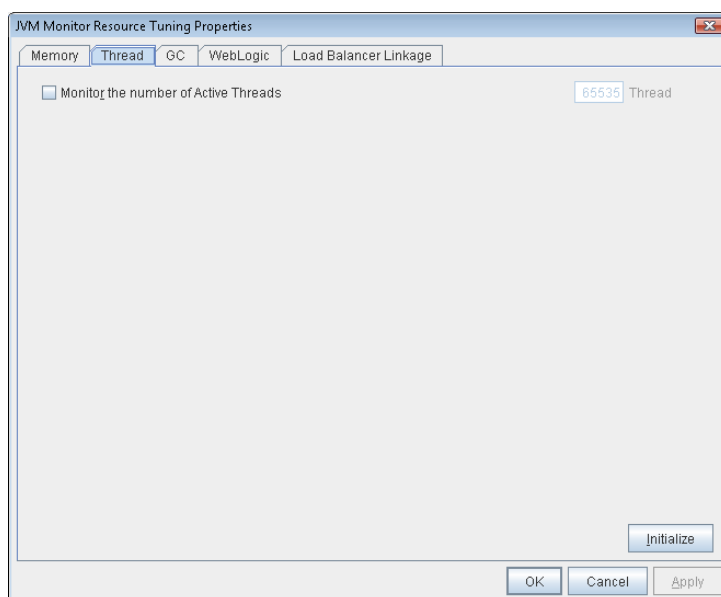 JVM Monitor Resource Tuning Properties
Memory Thread GC WebLogic Load Balancer Linkage
Monitor the number of Active Threads 65535 Thread
Initialize
OK Cancel Apply